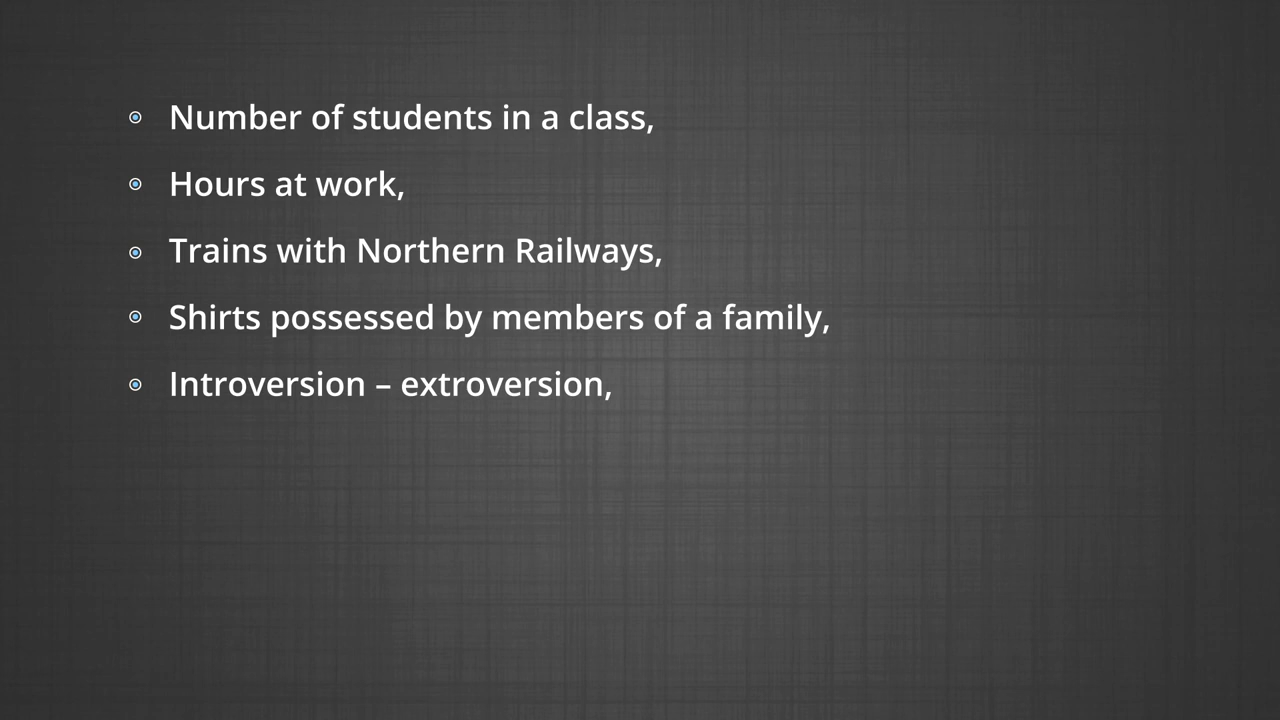 Number of students in a class,
Hours at work,
Trains with Northern Railways,
Shirts possessed by members of a family,
Introversion – extroversion,